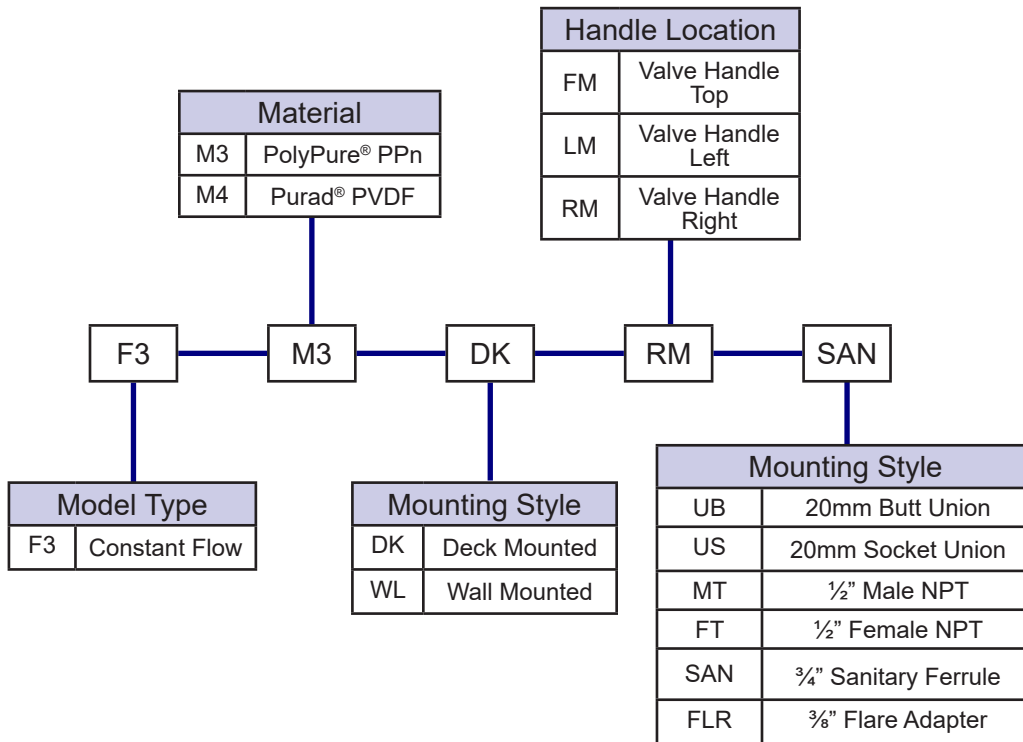 Handle Location
FM Valve Handle
Top
LM Valve Handle
Left
RM Valve Handle
Right
Material
M3 PolyPure® PPn
M4 Purad® PVDF
F3 M3 DK RM SAN
Model Type
F3 Constant Flow
Mounting Style
DK Deck Mounted
WL Wall Mounted
Mounting Style
UB 20mm Butt Union
US 20mm Socket Union
MT ½” Male NPT
FT ½” Female NPT
SAN ¾” Sanitary Ferrule
FLR ⅜” Flare Adapter